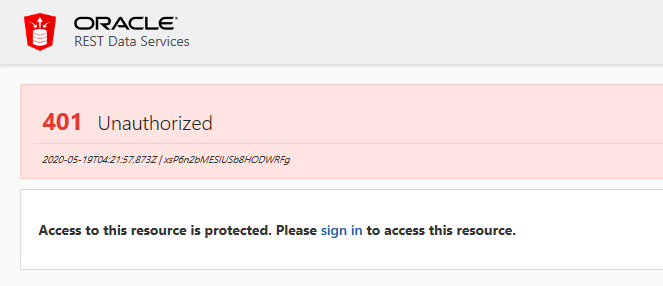 ORACLE
REST Data Services
401 Unauthorized
2020-05-19T04:21:57.873Z | xsP6n2bMESIUSb8HODWRFg
Access to this resource is protected. Please sign in to access this resource.